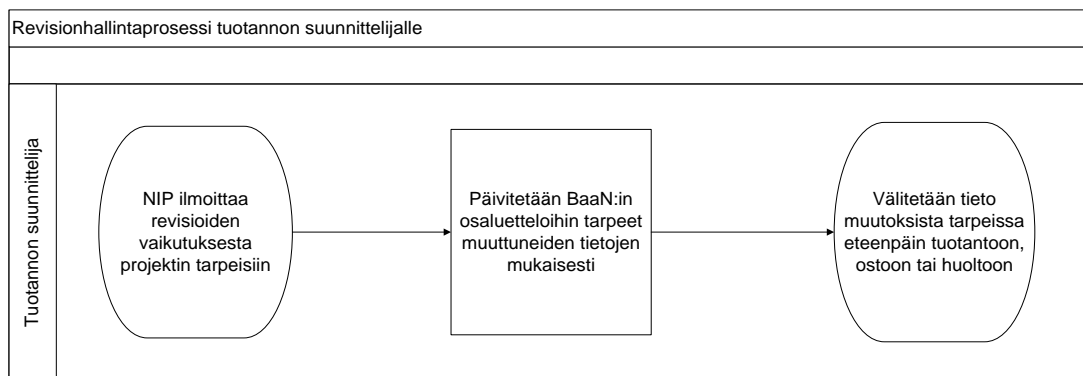 Revisionhallintaprosessi tuotannon suunnittelijalle
Tuotannon suunnittelija
NIP ilmoittaa
revisioiden
vaikutuksesta
projektin tarpeisiin
Päivitetään BaaN:in
osaluetteloihin tarpeet
muuttuneiden tietojen
mukaisesti
Välitetään tieto
muutoksista tarpeissa
eteenpäin tuotantoon,
ostoon tai huoltoon